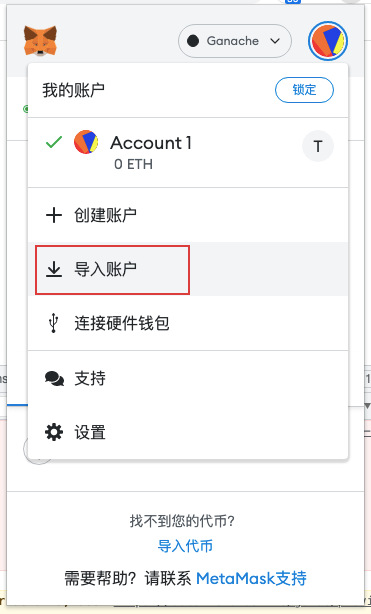 Ganache
我的账户
锁定
Account 1
0 ETH
T
创建账户
导入账户
连接硬件钱包
支持
设置
找不到您的代币？
导入代币
需要帮助？请联系 MetaMask支持